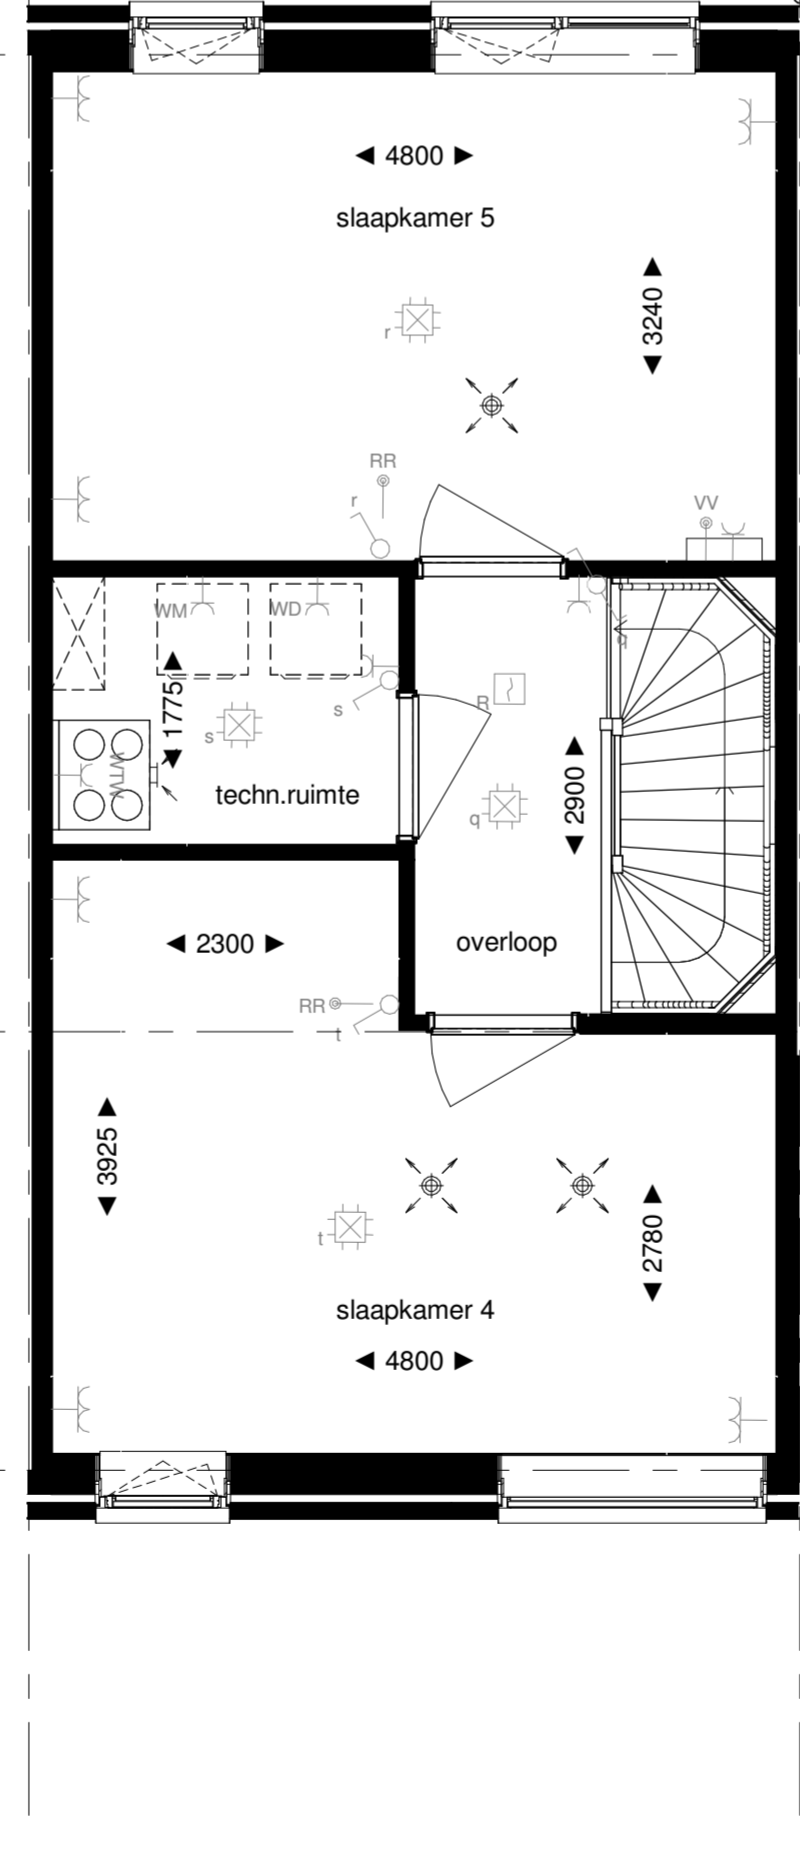 4800
slaapkamer 5
3240
r
RR
r
VV
WM
WD
q
1775
s
R
s
WTW
techn.ruimte
2900
q
2300
overloop
RR
t
3925
t
2780
slaapkamer 4
4800